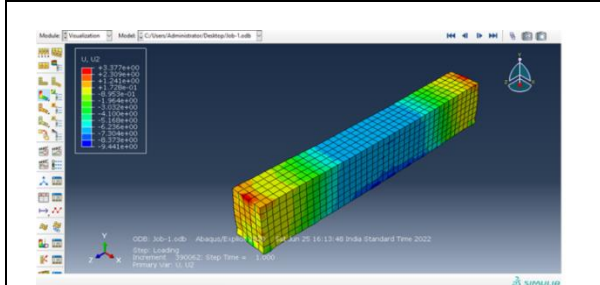 Module: Visualization Model: C:/Users/Administrator/Desktop/Job-1.odb
U, U2
+3.377e+00
+2.309e+00
+1.241e+00
+1.728e-01
-8.953e-01
-1.964e+00
-3.032e+00
-4.100e+00
-5.168e+00
-6.236e+00
-7.304e+00
-8.373e+00
-9.441e+00
Y
Z X
ODB: Job-1.odb Abaqus/Explicit Sat Jun 25 16:13:48 India Standard Time 2022
Step: Loading
Increment 390062: Step Time = 1.000
Primary Var: U, U2
SIMULIA